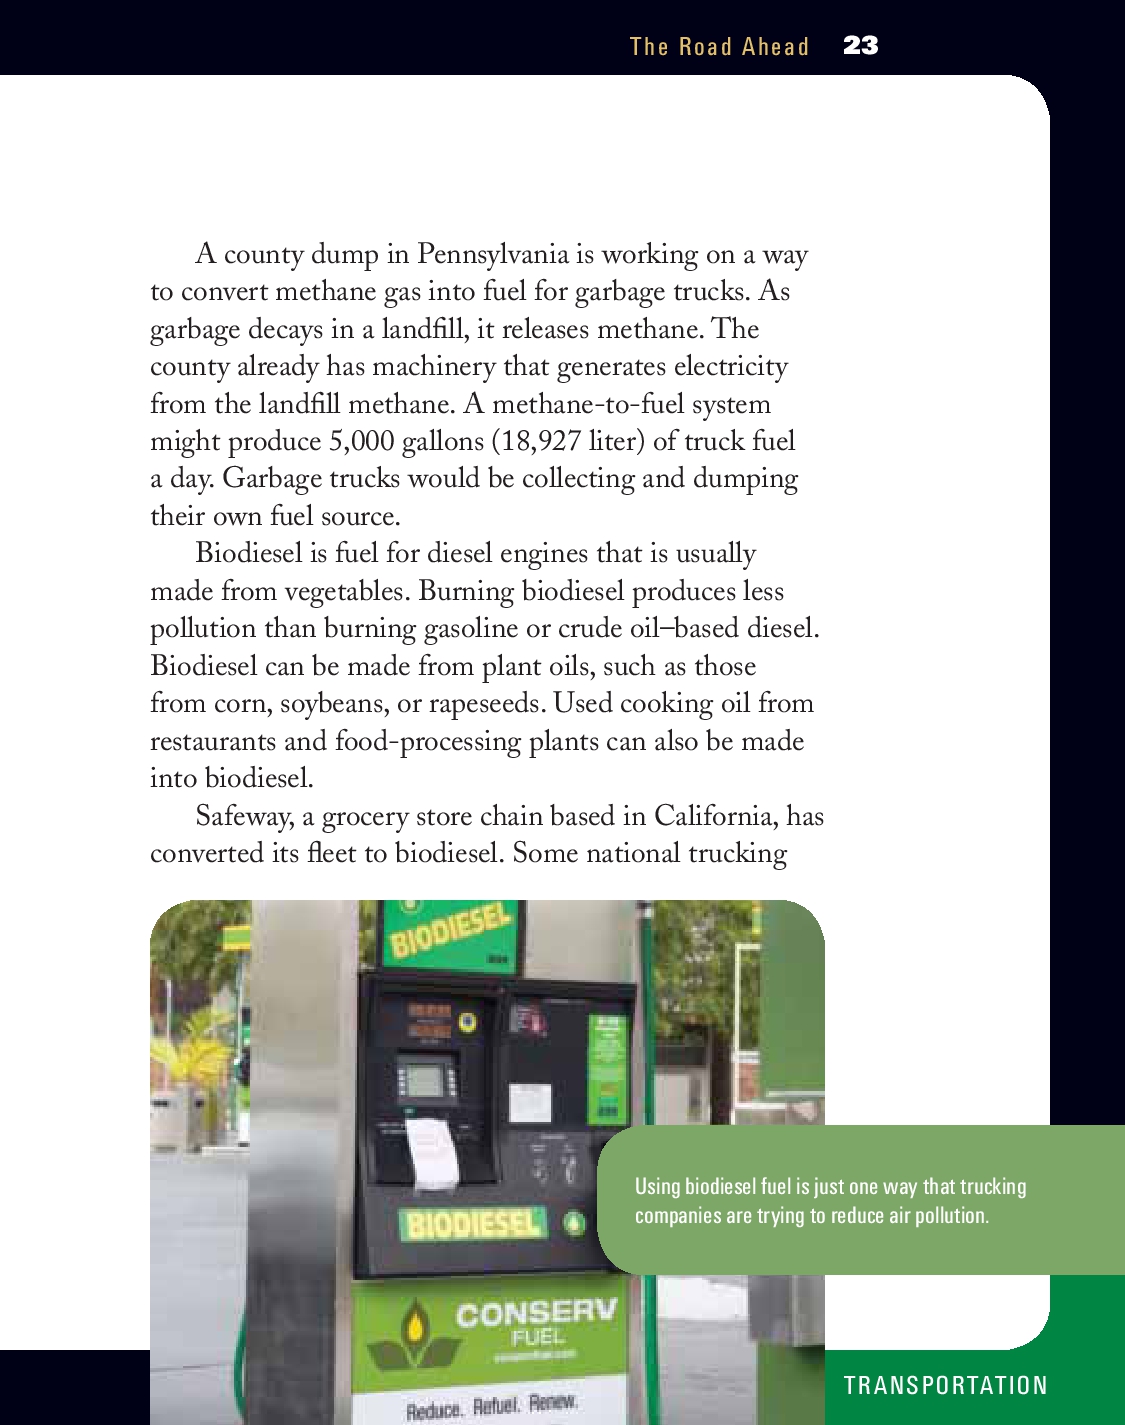 The Road Ahead 23
A county dump in Pennsylvania is working on a way
to convert methane gas into fuel for garbage trucks. As
garbage decays in a landfill, it releases methane. The
county already has machinery that generates electricity
from the landfill methane. A methane-to-fuel system
might produce 5,000 gallons (18,927 liter) of truck fuel
a day. Garbage trucks would be collecting and dumping
their own fuel source.
Biodiesel is fuel for diesel engines that is usually
made from vegetables. Burning biodiesel produces less
pollution than burning gasoline or crude oil–based diesel.
Biodiesel can be made from plant oils, such as those
from corn, soybeans, or rapeseeds. Used cooking oil from
restaurants and food-processing plants can also be made
into biodiesel.
Safeway, a grocery store chain based in California, has
converted its fleet to biodiesel. Some national trucking
BIODIESEL
BIODIESEL
CONSERV
FUEL
Reduce. Refuel. Renew.
Using biodiesel fuel is just one way that trucking
companies are trying to reduce air pollution.
TRANSPORTATION